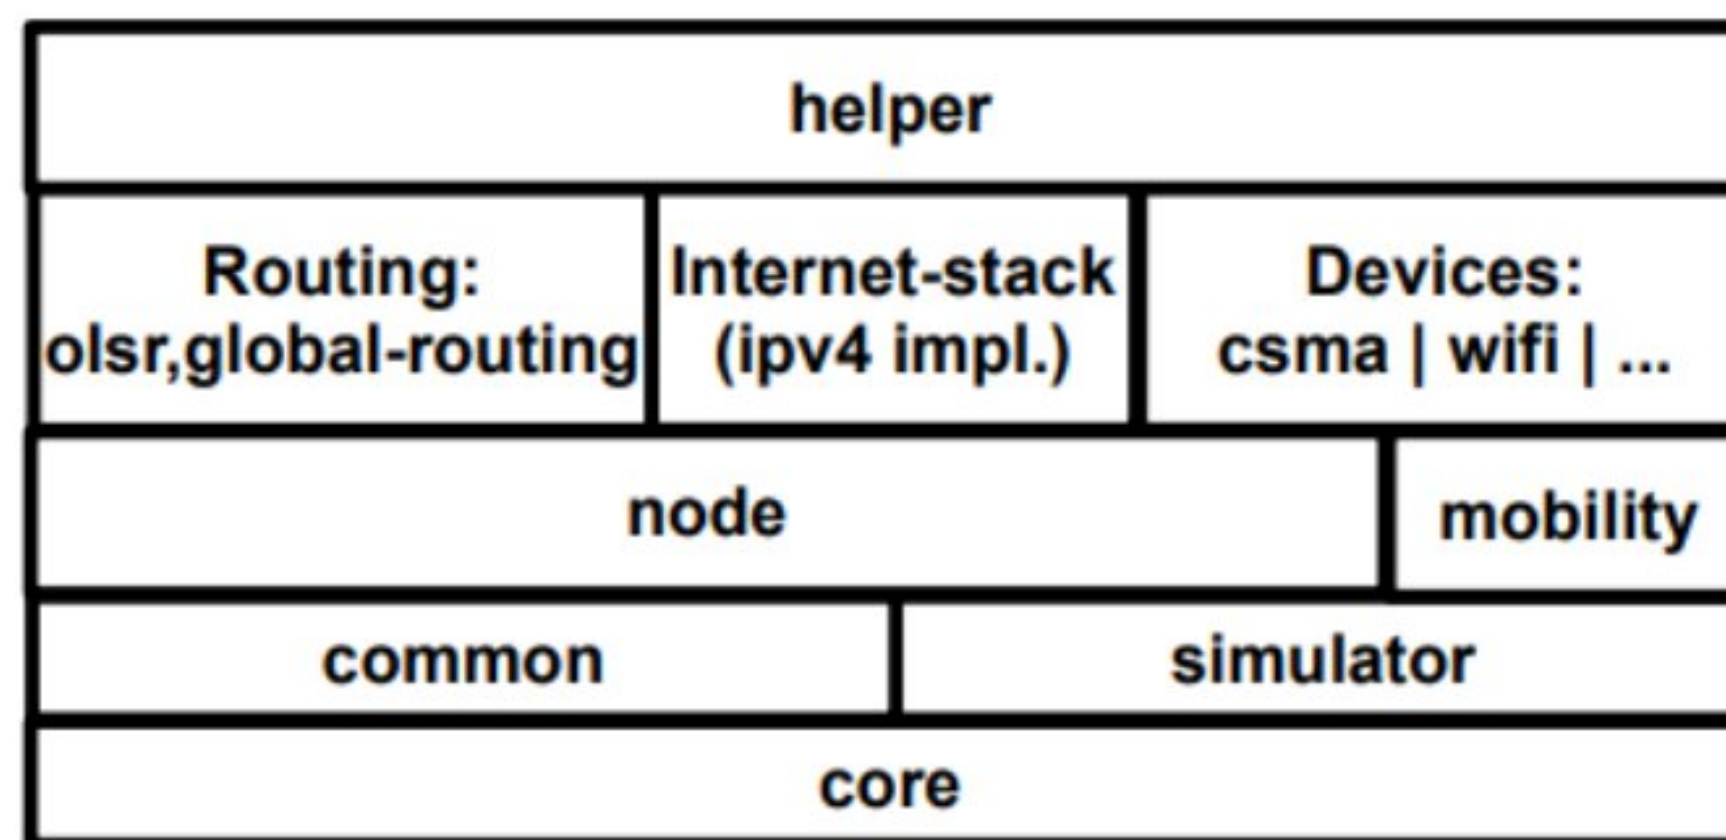 helper
Routing:
olsr,global-routing
Internet-stack
(ipv4 impl.)
Devices:
csma | wifi | ...
node
mobility
common
simulator
core